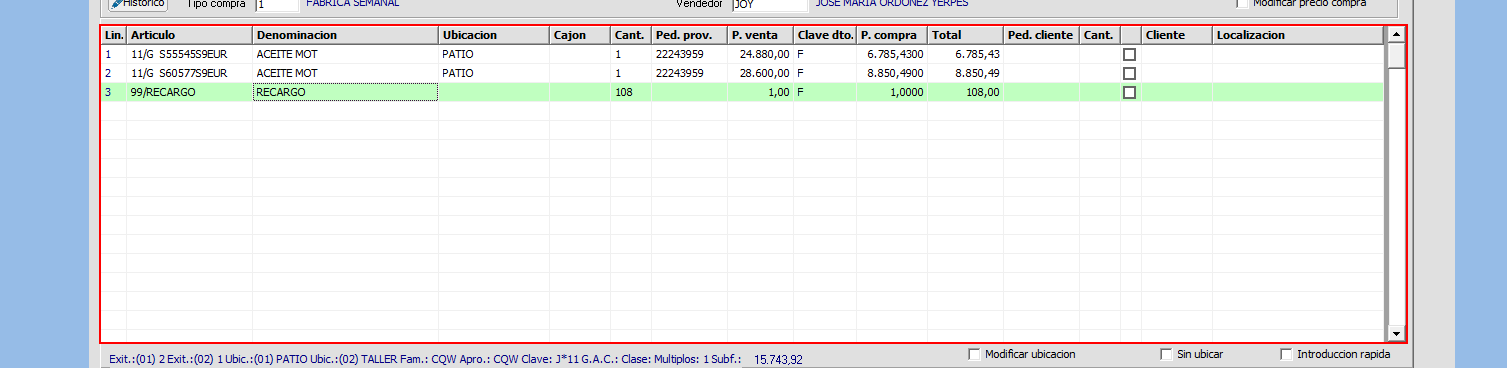 Histórico Tipo compra 1 FABRICA SEMANAL Vendedor JOY JOSE MARIA ORDOÑEZ YERPES Modificar precio compra
Lin. Articulo Denominacion Ubicacion Cajon Cant. Ped. prov. P. venta Clave dto. P. compra Total Ped. cliente Cant. Cliente Localizacion
1 11/G S55545S9EUR ACEITE MOT PATIO 1 22243959 24.880,00 F 6.785,4300 6.785,43
2 11/G S60577S9EUR ACEITE MOT PATIO 1 22243959 28.600,00 F 8.850,4900 8.850,49
3 99/RECARGO RECARGO 108 1,00 F 1,0000 108,00
Exit.:(01) 2 Exit.:(02) 1 Ubic.:(01) PATIO Ubic.:(02) TALLER Fam.: CQW Apro.: CQW Clave: J*11 G.A.C.: Clase: Multiplos: 1 Subf.: 15.743,92 Modificar ubicacion Sin ubicar Introduccion rapida